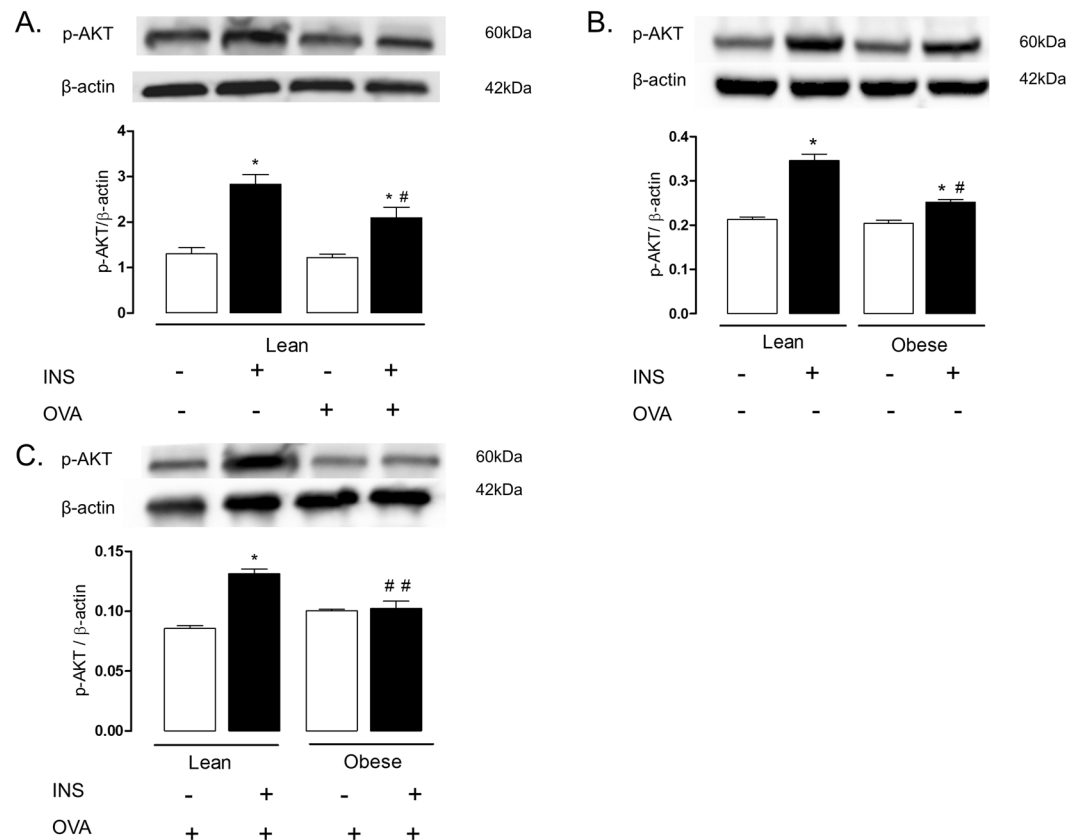 A.
p-AKT 60kDa
β-actin 42kDa
p-AKT/β-actin
4
3
2
1
0
*
* #
Lean
INS - + - +
OVA - - + +
B.
p-AKT 60kDa
β-actin 42kDa
p-AKT/ β-actin
0.4
0.3
0.2
0.1
0.0
*
* #
Lean Obese
INS - + - +
OVA - - - -
C.
p-AKT 60kDa
β-actin 42kDa
p-AKT / β-actin
0.15
0.10
0.05
0.00
*
# #
Lean Obese
INS - + - +
OVA + + + +